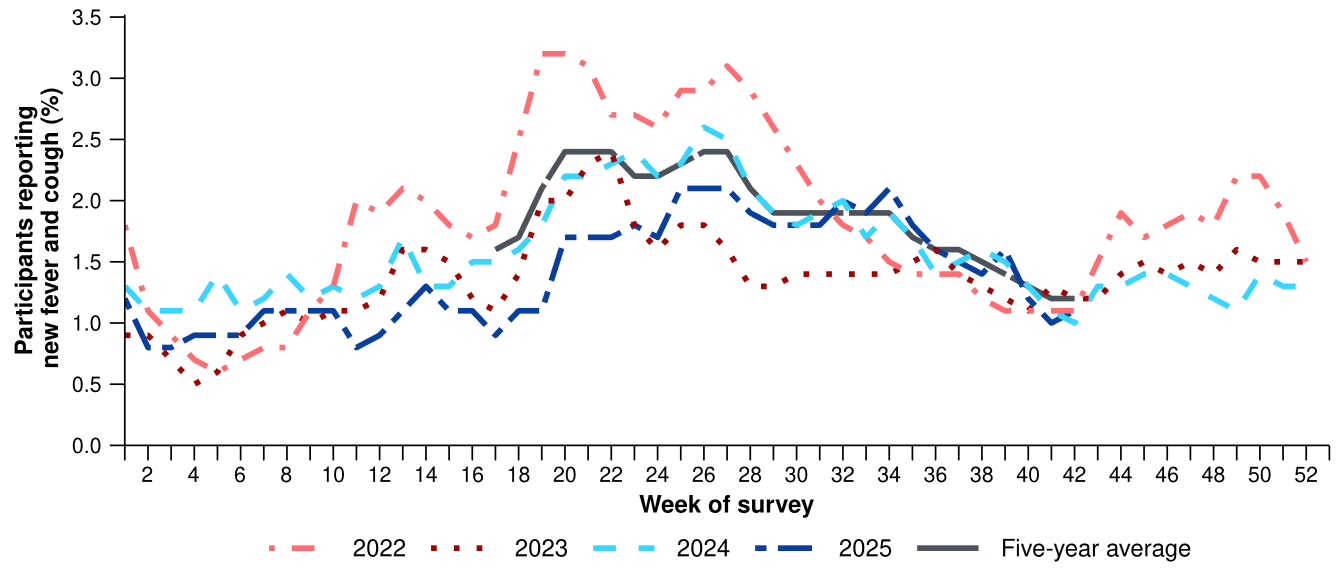 3.5
3.0
2.5
2.0
1.5
1.0
0.5
0.0
Participants reporting
new fever and cough (%)
2 4 6 8 10 12 14 16 18 20 22 24 26 28 30 32 34 36 38 40 42 44 46 48 50 52
Week of survey
2022 2023 2024 2025 Five-year average